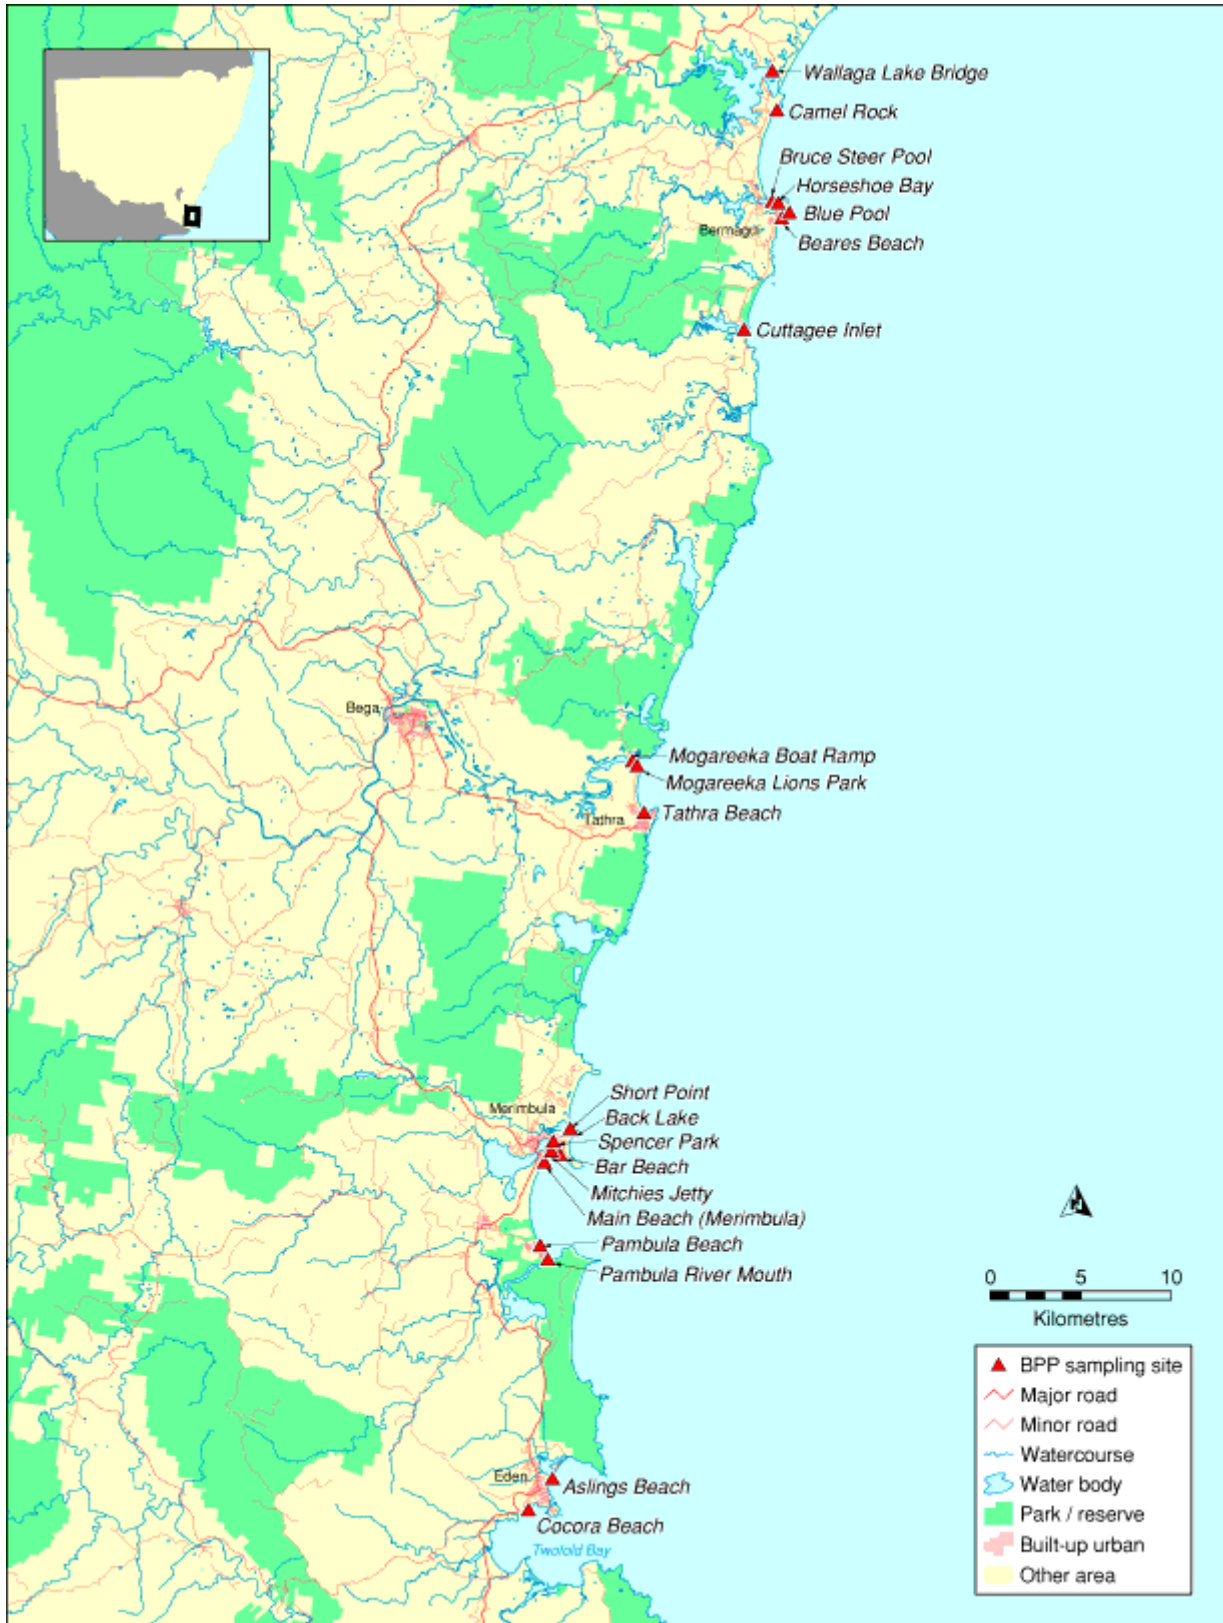 Wallaga Lake Bridge
Camel Rock
Bruce Steer Pool
Horseshoe Bay
Blue Pool
Bermagui
Beares Beach
Cuttagee Inlet
Bega
Mogareeka Boat Ramp
Mogareeka Lions Park
Tathra Beach
Tathra
Short Point
Merimbula
Back Lake
Spencer Park
Bar Beach
Mitchies Jetty
Main Beach (Merimbula)
Pambula Beach
Pambula River Mouth
N
0 5 10
Kilometres
BPP sampling site
Major road
Minor road
Watercourse
Water body
Park / reserve
Built-up urban
Other area
Eden
Aslings Beach
Cocora Beach
Twofold Bay